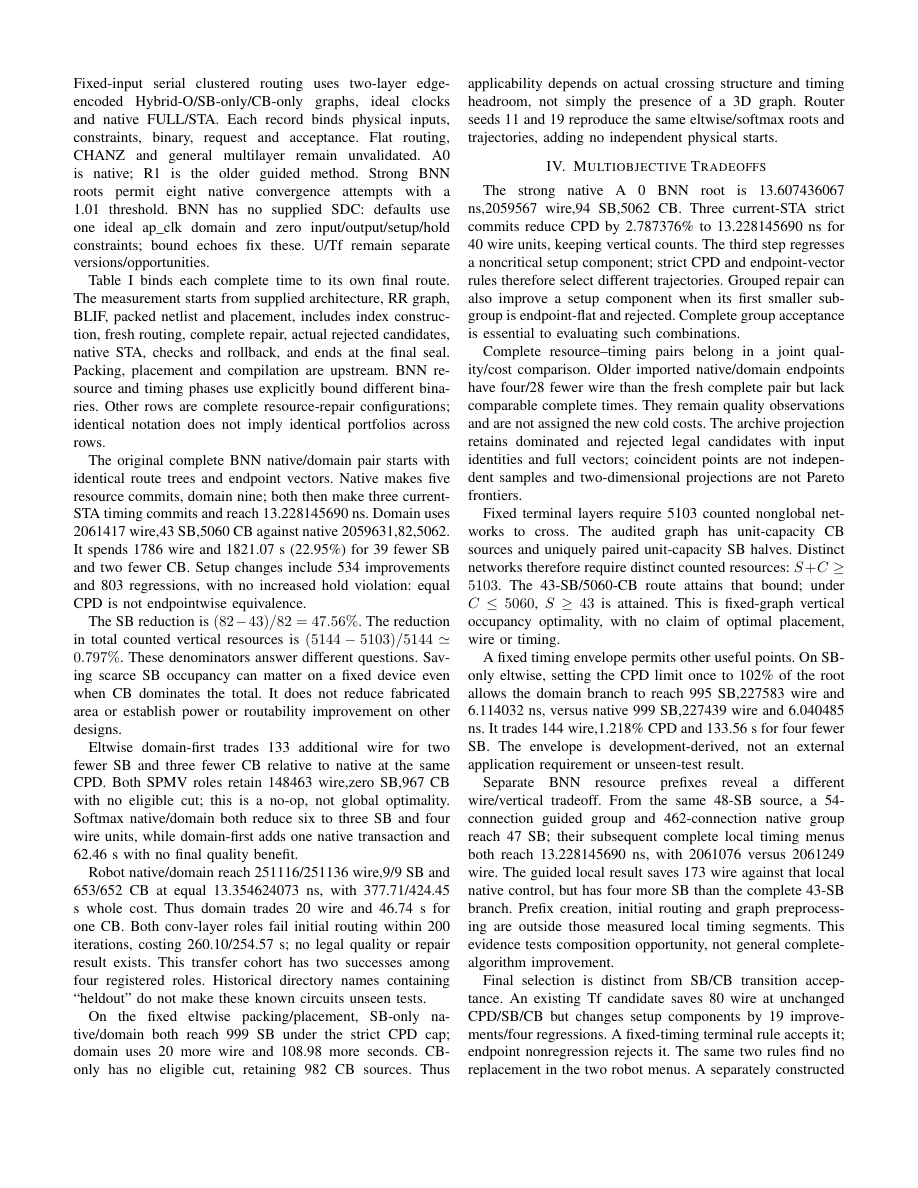 Fixed-input serial clustered routing uses two-layer edge-
encoded Hybrid-O/SB-only/CB-only graphs, ideal clocks
and native FULL/STA. Each record binds physical inputs,
constraints, binary, request and acceptance. Flat routing,
CHANZ and general multilayer remain unvalidated. A0
is native; R1 is the older guided method. Strong BNN
roots permit eight native convergence attempts with a
1.01 threshold. BNN has no supplied SDC: defaults use
one ideal ap_clk domain and zero input/output/setup/hold
constraints; bound echoes fix these. U/Tf remain separate
versions/opportunities.
Table I binds each complete time to its own final route.
The measurement starts from supplied architecture, RR graph,
BLIF, packed netlist and placement, includes index construc-
tion, fresh routing, complete repair, actual rejected candidates,
native STA, checks and rollback, and ends at the final seal.
Packing, placement and compilation are upstream. BNN re-
source and timing phases use explicitly bound different bina-
ries. Other rows are complete resource-repair configurations;
identical notation does not imply identical portfolios across
rows.
The original complete BNN native/domain pair starts with
identical route trees and endpoint vectors. Native makes five
resource commits, domain nine; both then make three current-
STA timing commits and reach 13.228145690 ns. Domain uses
2061417 wire,43 SB,5060 CB against native 2059631,82,5062.
It spends 1786 wire and 1821.07 s (22.95%) for 39 fewer SB
and two fewer CB. Setup changes include 534 improvements
and 803 regressions, with no increased hold violation: equal
CPD is not endpointwise equivalence.
The SB reduction is (82−43)/82 = 47.56%. The reduction
in total counted vertical resources is (5144 − 5103)/5144 ≃
0.797%. These denominators answer different questions. Sav-
ing scarce SB occupancy can matter on a fixed device even
when CB dominates the total. It does not reduce fabricated
area or establish power or routability improvement on other
designs.
Eltwise domain-first trades 133 additional wire for two
fewer SB and three fewer CB relative to native at the same
CPD. Both SPMV roles retain 148463 wire,zero SB,967 CB
with no eligible cut; this is a no-op, not global optimality.
Softmax native/domain both reduce six to three SB and four
wire units, while domain-first adds one native transaction and
62.46 s with no final quality benefit.
Robot native/domain reach 251116/251136 wire,9/9 SB and
653/652 CB at equal 13.354624073 ns, with 377.71/424.45
s whole cost. Thus domain trades 20 wire and 46.74 s for
one CB. Both conv-layer roles fail initial routing within 200
iterations, costing 260.10/254.57 s; no legal quality or repair
result exists. This transfer cohort has two successes among
four registered roles. Historical directory names containing
“heldout” do not make these known circuits unseen tests.
On the fixed eltwise packing/placement, SB-only na-
tive/domain both reach 999 SB under the strict CPD cap;
domain uses 20 more wire and 108.98 more seconds. CB-
only has no eligible cut, retaining 982 CB sources. Thus
applicability depends on actual crossing structure and timing
headroom, not simply the presence of a 3D graph. Router
seeds 11 and 19 reproduce the same eltwise/softmax roots and
trajectories, adding no independent physical starts.
IV. MULTIOBJECTIVE TRADEOFFS
The strong native A 0 BNN root is 13.607436067
ns,2059567 wire,94 SB,5062 CB. Three current-STA strict
commits reduce CPD by 2.787376% to 13.228145690 ns for
40 wire units, keeping vertical counts. The third step regresses
a noncritical setup component; strict CPD and endpoint-vector
rules therefore select different trajectories. Grouped repair can
also improve a setup component when its first smaller sub-
group is endpoint-flat and rejected. Complete group acceptance
is essential to evaluating such combinations.
Complete resource–timing pairs belong in a joint qual-
ity/cost comparison. Older imported native/domain endpoints
have four/28 fewer wire than the fresh complete pair but lack
comparable complete times. They remain quality observations
and are not assigned the new cold costs. The archive projection
retains dominated and rejected legal candidates with input
identities and full vectors; coincident points are not indepen-
dent samples and two-dimensional projections are not Pareto
frontiers.
Fixed terminal layers require 5103 counted nonglobal net-
works to cross. The audited graph has unit-capacity CB
sources and uniquely paired unit-capacity SB halves. Distinct
networks therefore require distinct counted resources: S+C ≥
5103. The 43-SB/5060-CB route attains that bound; under
C ≤ 5060, S ≥ 43 is attained. This is fixed-graph vertical
occupancy optimality, with no claim of optimal placement,
wire or timing.
A fixed timing envelope permits other useful points. On SB-
only eltwise, setting the CPD limit once to 102% of the root
allows the domain branch to reach 995 SB,227583 wire and
6.114032 ns, versus native 999 SB,227439 wire and 6.040485
ns. It trades 144 wire,1.218% CPD and 133.56 s for four fewer
SB. The envelope is development-derived, not an external
application requirement or unseen-test result.
Separate BNN resource prefixes reveal a different
wire/vertical tradeoff. From the same 48-SB source, a 54-
connection guided group and 462-connection native group
reach 47 SB; their subsequent complete local timing menus
both reach 13.228145690 ns, with 2061076 versus 2061249
wire. The guided local result saves 173 wire against that local
native control, but has four more SB than the complete 43-SB
branch. Prefix creation, initial routing and graph preprocess-
ing are outside those measured local timing segments. This
evidence tests composition opportunity, not general complete-
algorithm improvement.
Final selection is distinct from SB/CB transition accep-
tance. An existing Tf candidate saves 80 wire at unchanged
CPD/SB/CB but changes setup components by 19 improve-
ments/four regressions. A fixed-timing terminal rule accepts it;
endpoint nonregression rejects it. The same two rules find no
replacement in the two robot menus. A separately constructed